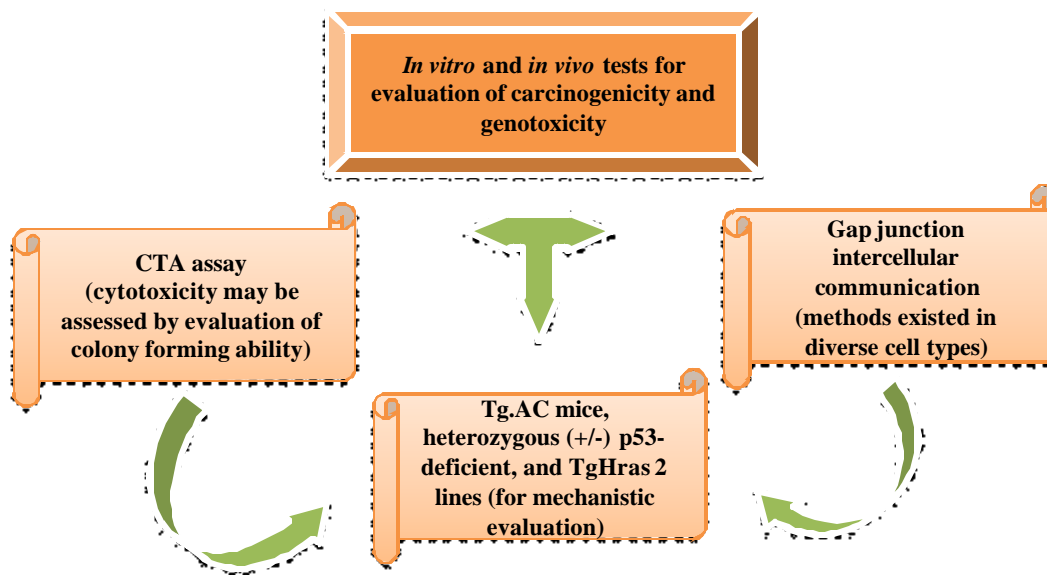 In vitro and in vivo tests for
evaluation of carcinogenicity and
genotoxicity
CTA assay
(cytotoxicity may be
assessed by evaluation of
colony forming ability)
Gap junction
intercellular
communication
(methods existed in
diverse cell types)
Tg.AC mice,
heterozygous (+/-) p53-
deficient, and TgHras 2
lines (for mechanistic
evaluation)